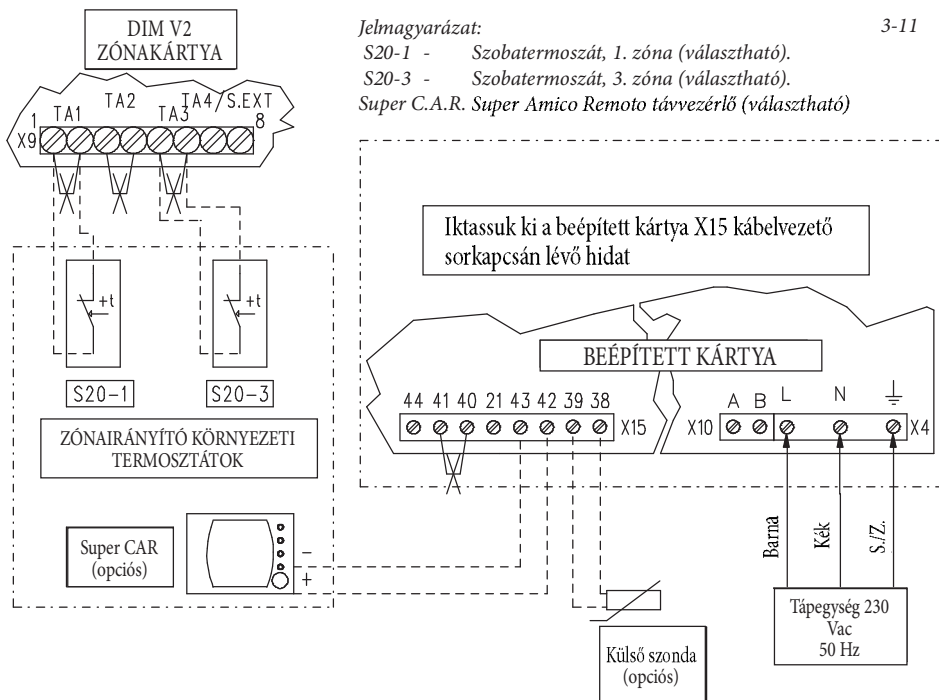 DIM V2
ZÓNAKÁRTYA
Jelmagyarázat:
3-11
S20-1 - Szobatermoszát, 1. zóna (választható).
S20-3 - Szobatermoszát, 3. zóna (választható).
Super C.A.R. Super Amico Remoto távvezérlő (választható)
TA2 TA4/S.EXT
1 TA1 TA3 8
X9
Iktassuk ki a beépített kártya X15 kábelvezető
sorkapcsán lévő hidat
+t +t
BEÉPÍTETT KÁRTYA
S20-1 S20-3
44 41 40 21 43 42 39 38
X15
A B L N
X10 X4
ZÓNAIRÁNYÍTÓ KÖRNYEZETI
TERMOSZTÁTOK
Super CAR
(opciós)
-
+
Barna
Kék
S./Z.
Tápegység 230
Vac
50 Hz
Külső szonda
(opciós)